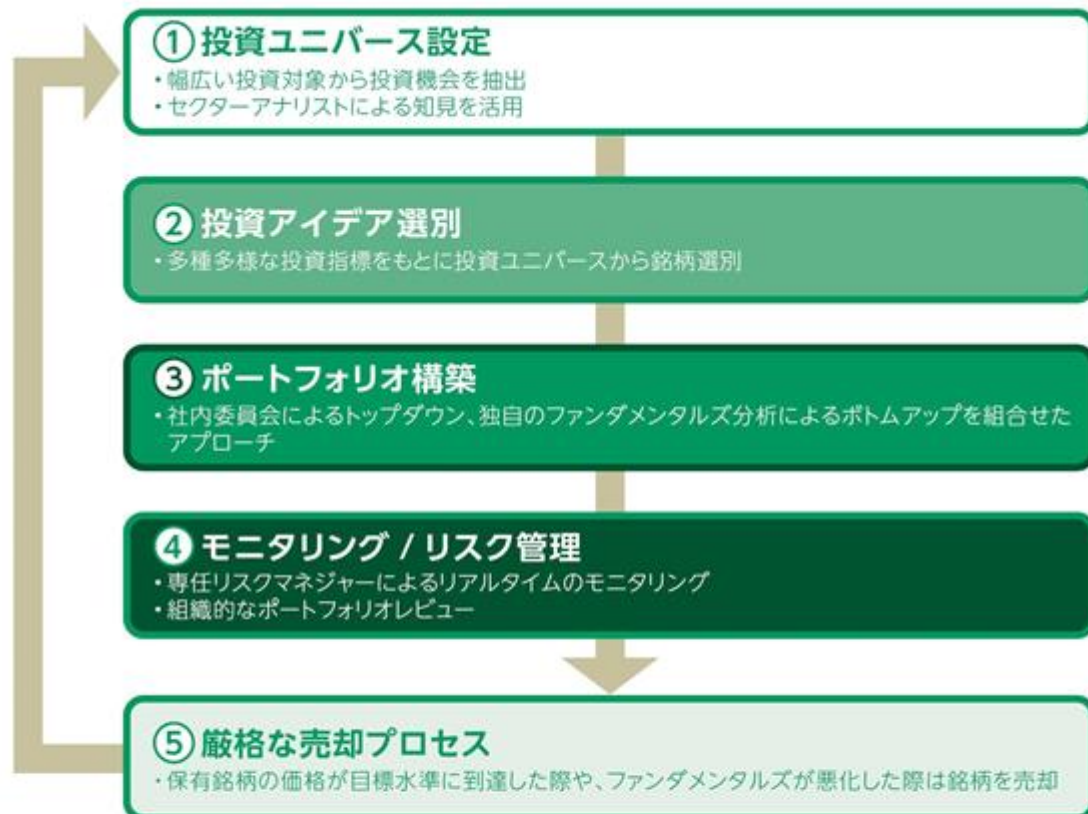 ①投資ユニバース設定
・幅広い投資対象から投資機会を抽出
・セクターアナリストによる知見を活用
②投資アイデア選別
・多種多様な投資指標をもとに投資ユニバースから銘柄選別
③ポートフォリオ構築
・社内委員会によるトップダウン、独自のファンダメンタルズ分析によるボトムアップを組合せた
アプローチ
④モニタリング / リスク管理
・専任リスクマネジャーによるリアルタイムのモニタリング
・組織的なポートフォリオレビュー
⑤厳格な売却プロセス
・保有銘柄の価格が目標水準に到達した際や、ファンダメンタルズが悪化した際は銘柄を売却